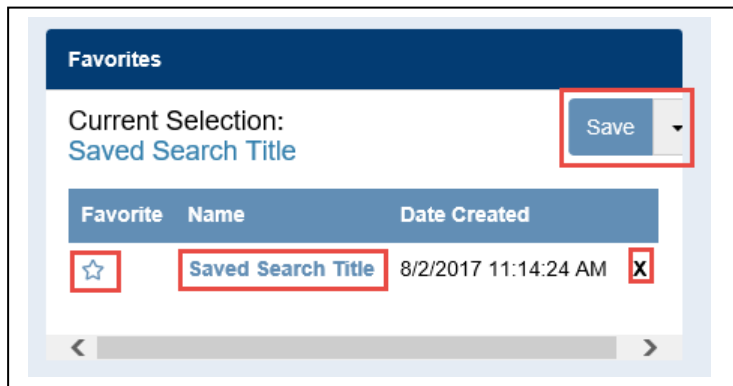 Favorites
Current Selection:
Saved Search Title
Save
Favorite Name Date Created
Saved Search Title 8/2/2017 11:14:24 AM X